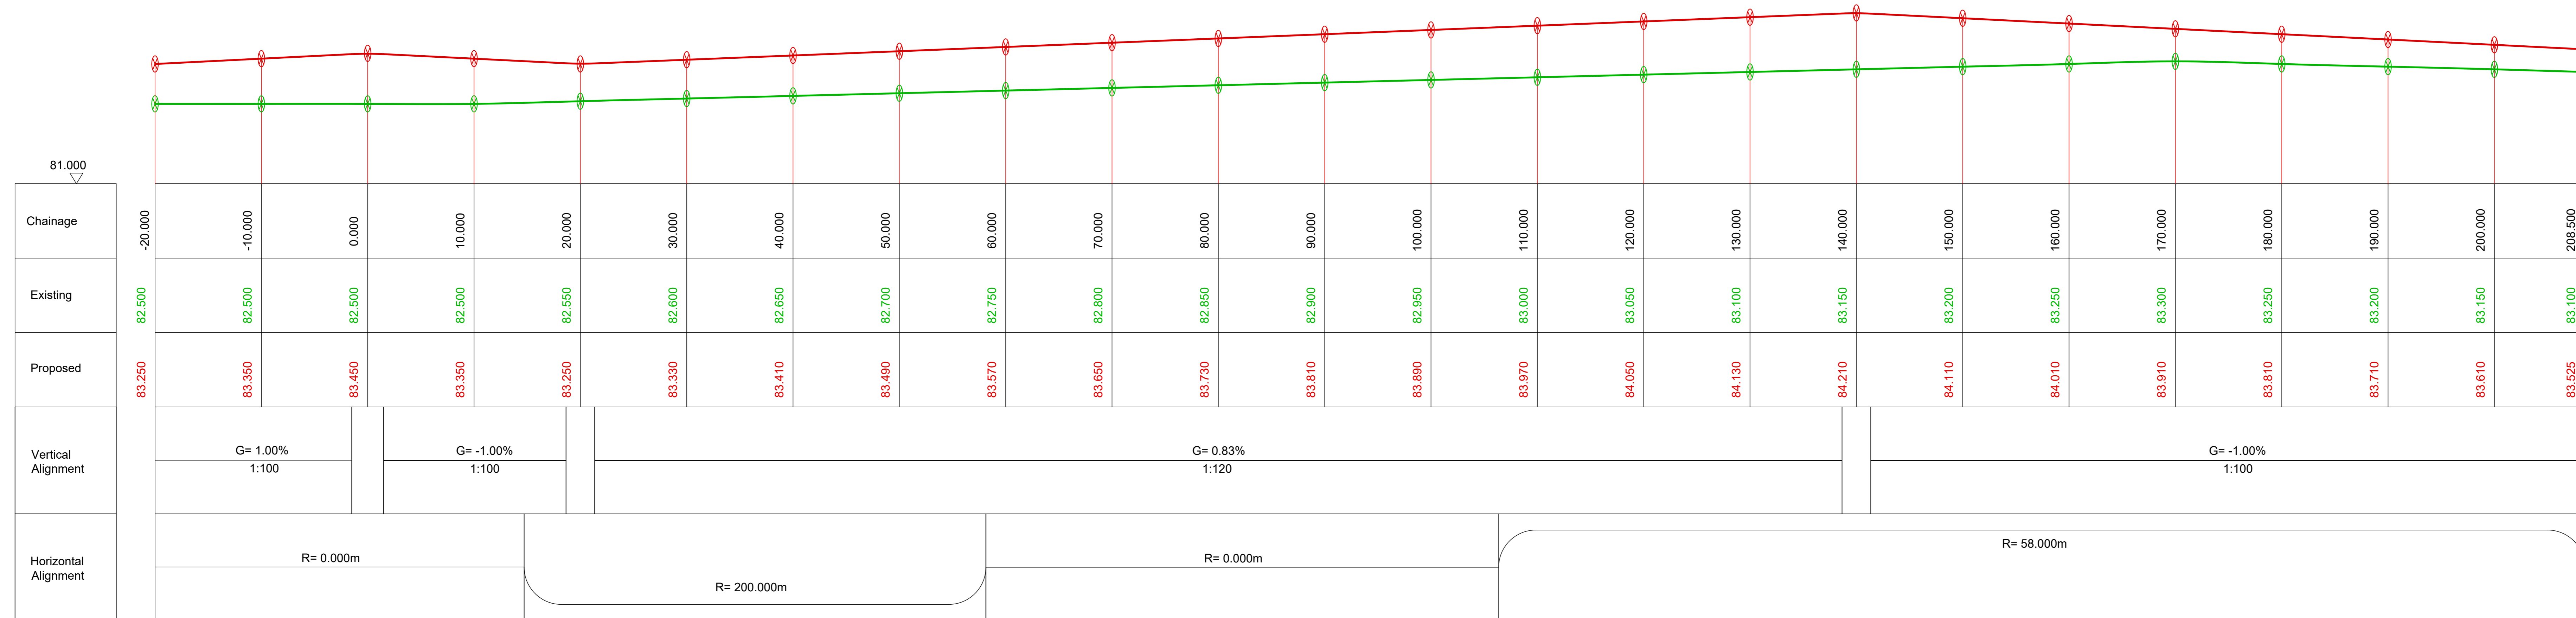 81.000
Chainage
-20.000 -10.000 0.000 10.000 20.000 30.000 40.000 50.000 60.000 70.000 80.000 90.000 100.000 110.000 120.000 130.000 140.000 150.000 160.000 170.000 180.000 190.000 200.000 208.500
Existing
82.500 82.500 82.500 82.500 82.550 82.600 82.650 82.700 82.750 82.800 82.850 82.900 82.950 83.000 83.050 83.100 83.150 83.200 83.250 83.300 83.250 83.200 83.150 83.100
Proposed
83.250 83.350 83.450 83.350 83.250 83.330 83.410 83.490 83.570 83.650 83.730 83.810 83.890 83.970 84.050 84.130 84.210 84.110 84.010 83.910 83.810 83.710 83.610 83.525
Vertical
Alignment
G= 1.00% G= -1.00% G= 0.83% G= -1.00%
1:100 1:100 1:120 1:100
Horizontal
Alignment
R= 0.000m R= 200.000m R= 0.000m R= 58.000m